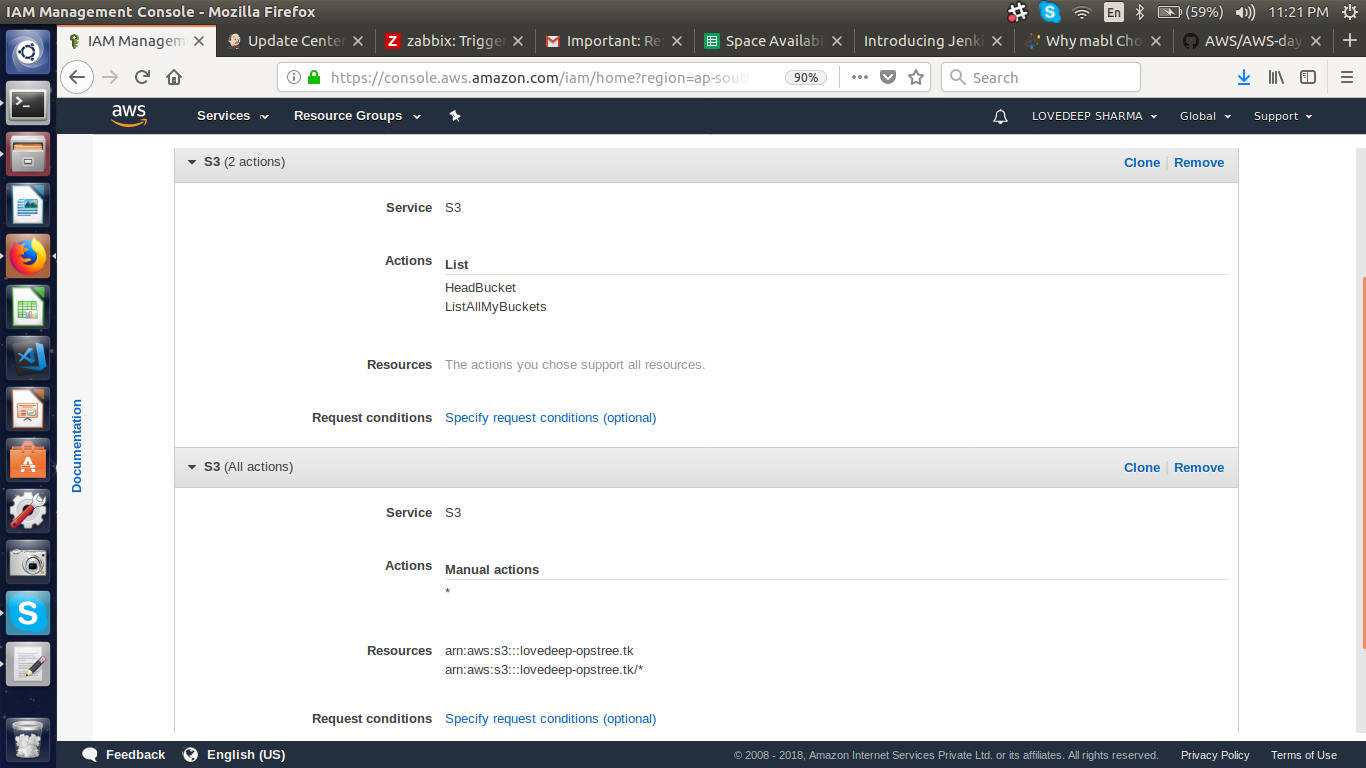 IAM Management Console - Mozilla Firefox
En
(59%)
11:21 PM
IAM Managem
Update Center
zabbix: Trigge
Important: Re
Space Availabi
Introducing Jenki
Why mabl Cho
AWS/AWS-day
https://console.aws.amazon.com/iam/home?region=ap-sout
90%
Search
aws
Services
Resource Groups
LOVEDEEP SHARMA
Global
Support
Documentation
S3 (2 actions)
Clone
Remove
Service
S3
Actions
List
HeadBucket
ListAllMyBuckets
Resources
The actions you chose support all resources.
Request conditions
Specify request conditions (optional)
S3 (All actions)
Clone
Remove
Service
S3
Actions
Manual actions
*
Resources
arn:aws:s3:::lovedeep-opstree.tk
arn:aws:s3:::lovedeep-opstree.tk/*
Request conditions
Specify request conditions (optional)
Feedback
English (US)
© 2008 - 2018, Amazon Internet Services Private Ltd. or its affiliates. All rights reserved.
Privacy Policy
Terms of Use